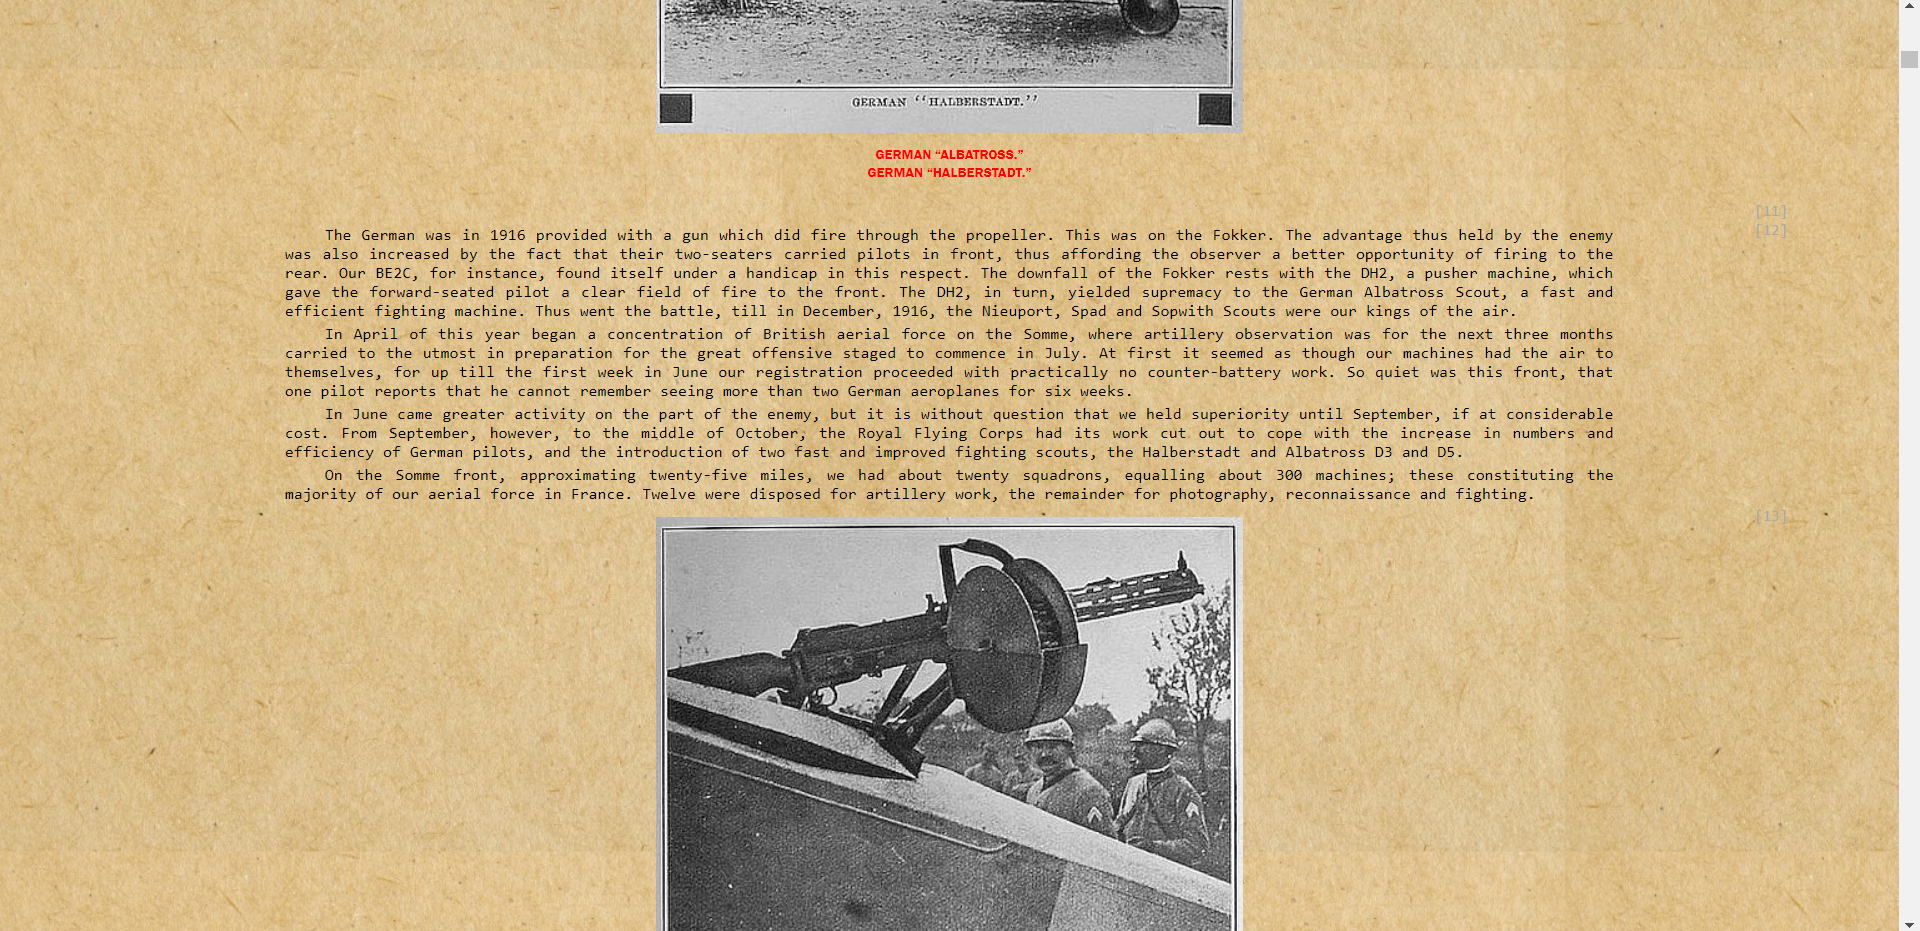 GERMAN “HALBERSTADT.”
GERMAN “ALBATROSS.”
GERMAN “HALBERSTADT.”
[11]
[12]
The German was in 1916 provided with a gun which did fire through the propeller. This was on the Fokker. The advantage thus held by the enemy
was also increased by the fact that their two-seaters carried pilots in front, thus affording the observer a better opportunity of firing to the
rear. Our BE2C, for instance, found itself under a handicap in this respect. The downfall of the Fokker rests with the DH2, a pusher machine, which
gave the forward-seated pilot a clear field of fire to the front. The DH2, in turn, yielded supremacy to the German Albatross Scout, a fast and
efficient fighting machine. Thus went the battle, till in December, 1916, the Nieuport, Spad and Sopwith Scouts were our kings of the air.
In April of this year began a concentration of British aerial force on the Somme, where artillery observation was for the next three months
carried to the utmost in preparation for the great offensive staged to commence in July. At first it seemed as though our machines had the air to
themselves, for up till the first week in June our registration proceeded with practically no counter-battery work. So quiet was this front, that
one pilot reports that he cannot remember seeing more than two German aeroplanes for six weeks.
In June came greater activity on the part of the enemy, but it is without question that we held superiority until September, if at considerable
cost. From September, however, to the middle of October, the Royal Flying Corps had its work cut out to cope with the increase in numbers and
efficiency of German pilots, and the introduction of two fast and improved fighting scouts, the Halberstadt and Albatross D3 and D5.
On the Somme front, approximating twenty-five miles, we had about twenty squadrons, equalling about 300 machines; these constituting the
majority of our aerial force in France. Twelve were disposed for artillery work, the remainder for photography, reconnaissance and fighting.
[13]